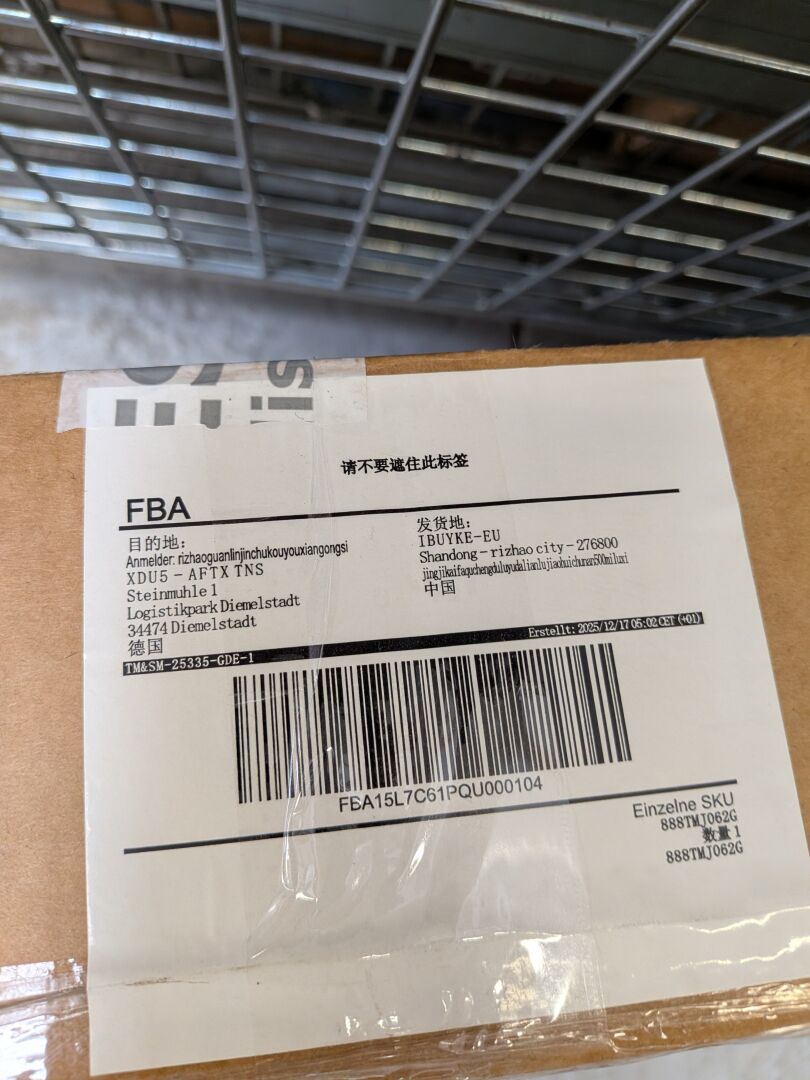 请不要遮住此标签
FBA
目的地:
Anmelder: rizhaoguanlinjinchukouyouxiangongsi
XDU5 - AFTX TNS
Steinmuhle 1
Logistikpark Diemelstadt
34474 Diemelstadt
德国
发货地:
IBUYKE-EU
Shandong - rizhao city - 276800
jingjikaifaquchengduluyudalianlujiaohuichunan500miluxi
中国
TM&SM-25335-GDE-1
Erstellt: 2025/12/17 05:02 CET (+01)
FBA15L7C61PQU000104
Einzelne SKU
888TMJ062G
数量 1
888TMJ062G